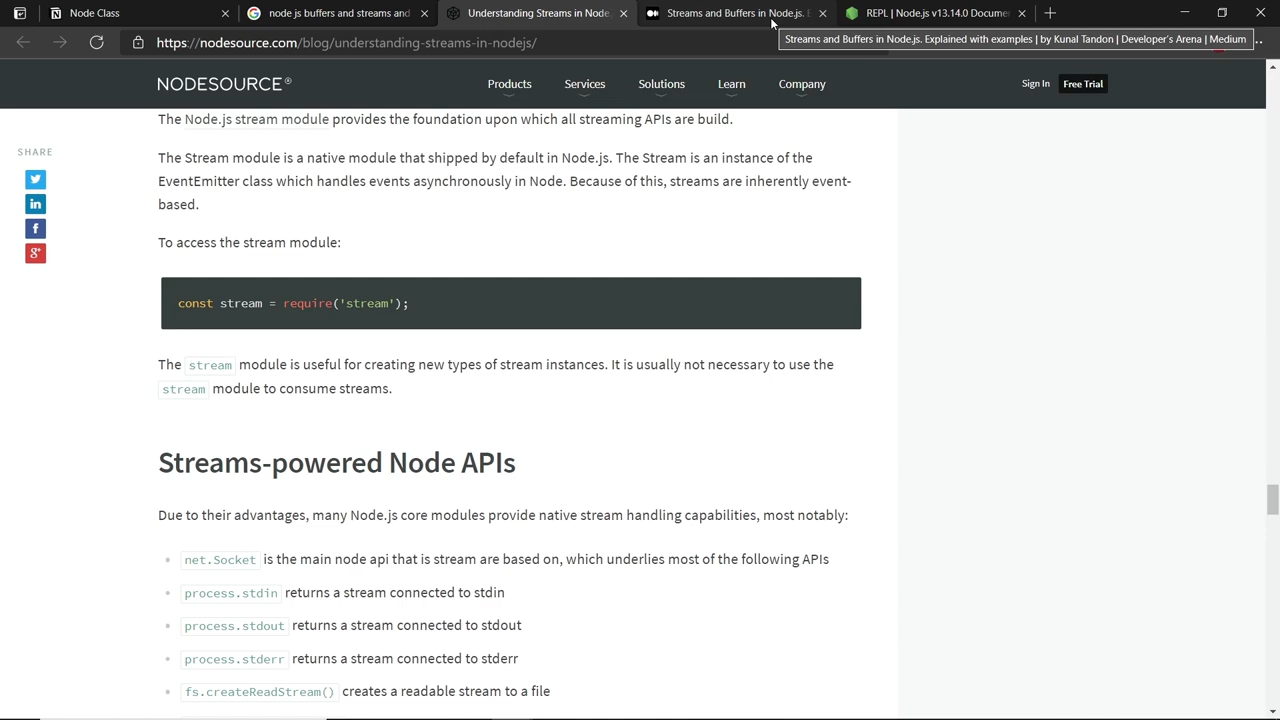 Node Class
node js buffers and streams and
Understanding Streams in Node.
Streams and Buffers in Node.js. E
REPL | Node.js v13.14.0 Docume
https://nodesource.com/blog/understanding-streams-in-nodejs/
Streams and Buffers in Node.js. Explained with examples | by Kunal Tandon | Developer's Arena | Medium
NODESOURCE®
Products
Services
Solutions
Learn
Company
Sign In
Free Trial
SHARE
The Node.js stream module provides the foundation upon which all streaming APIs are build.
The Stream module is a native module that shipped by default in Node.js. The Stream is an instance of the
EventEmitter class which handles events asynchronously in Node. Because of this, streams are inherently event-
based.
To access the stream module:
const stream = require('stream');
The stream module is useful for creating new types of stream instances. It is usually not necessary to use the
stream module to consume streams.
Streams-powered Node APIs
Due to their advantages, many Node.js core modules provide native stream handling capabilities, most notably:
• net.Socket is the main node api that is stream are based on, which underlies most of the following APIs
• process.stdin returns a stream connected to stdin
• process.stdout returns a stream connected to stdout
• process.stderr returns a stream connected to stderr
• fs.createReadStream() creates a readable stream to a file